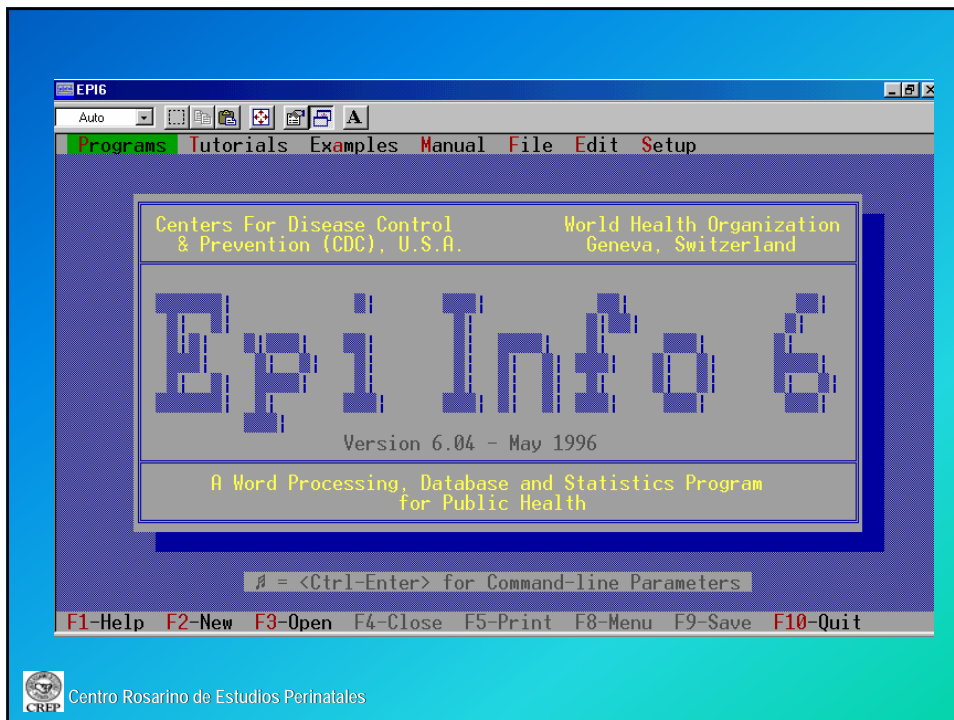 EPI6
Auto A
Programs Tutorials Examples Manual File Edit Setup
Centers For Disease Control World Health Organization
& Prevention (CDC), U.S.A. Geneva, Switzerland
Epi Info 6
Version 6.04 - May 1996
A Word Processing, Database and Statistics Program
for Public Health
♬ = <Ctrl-Enter> for Command-line Parameters
F1-Help F2-New F3-Open F4-Close F5-Print F8-Menu F9-Save F10-Quit
CREP Centro Rosarino de Estudios Perinatales